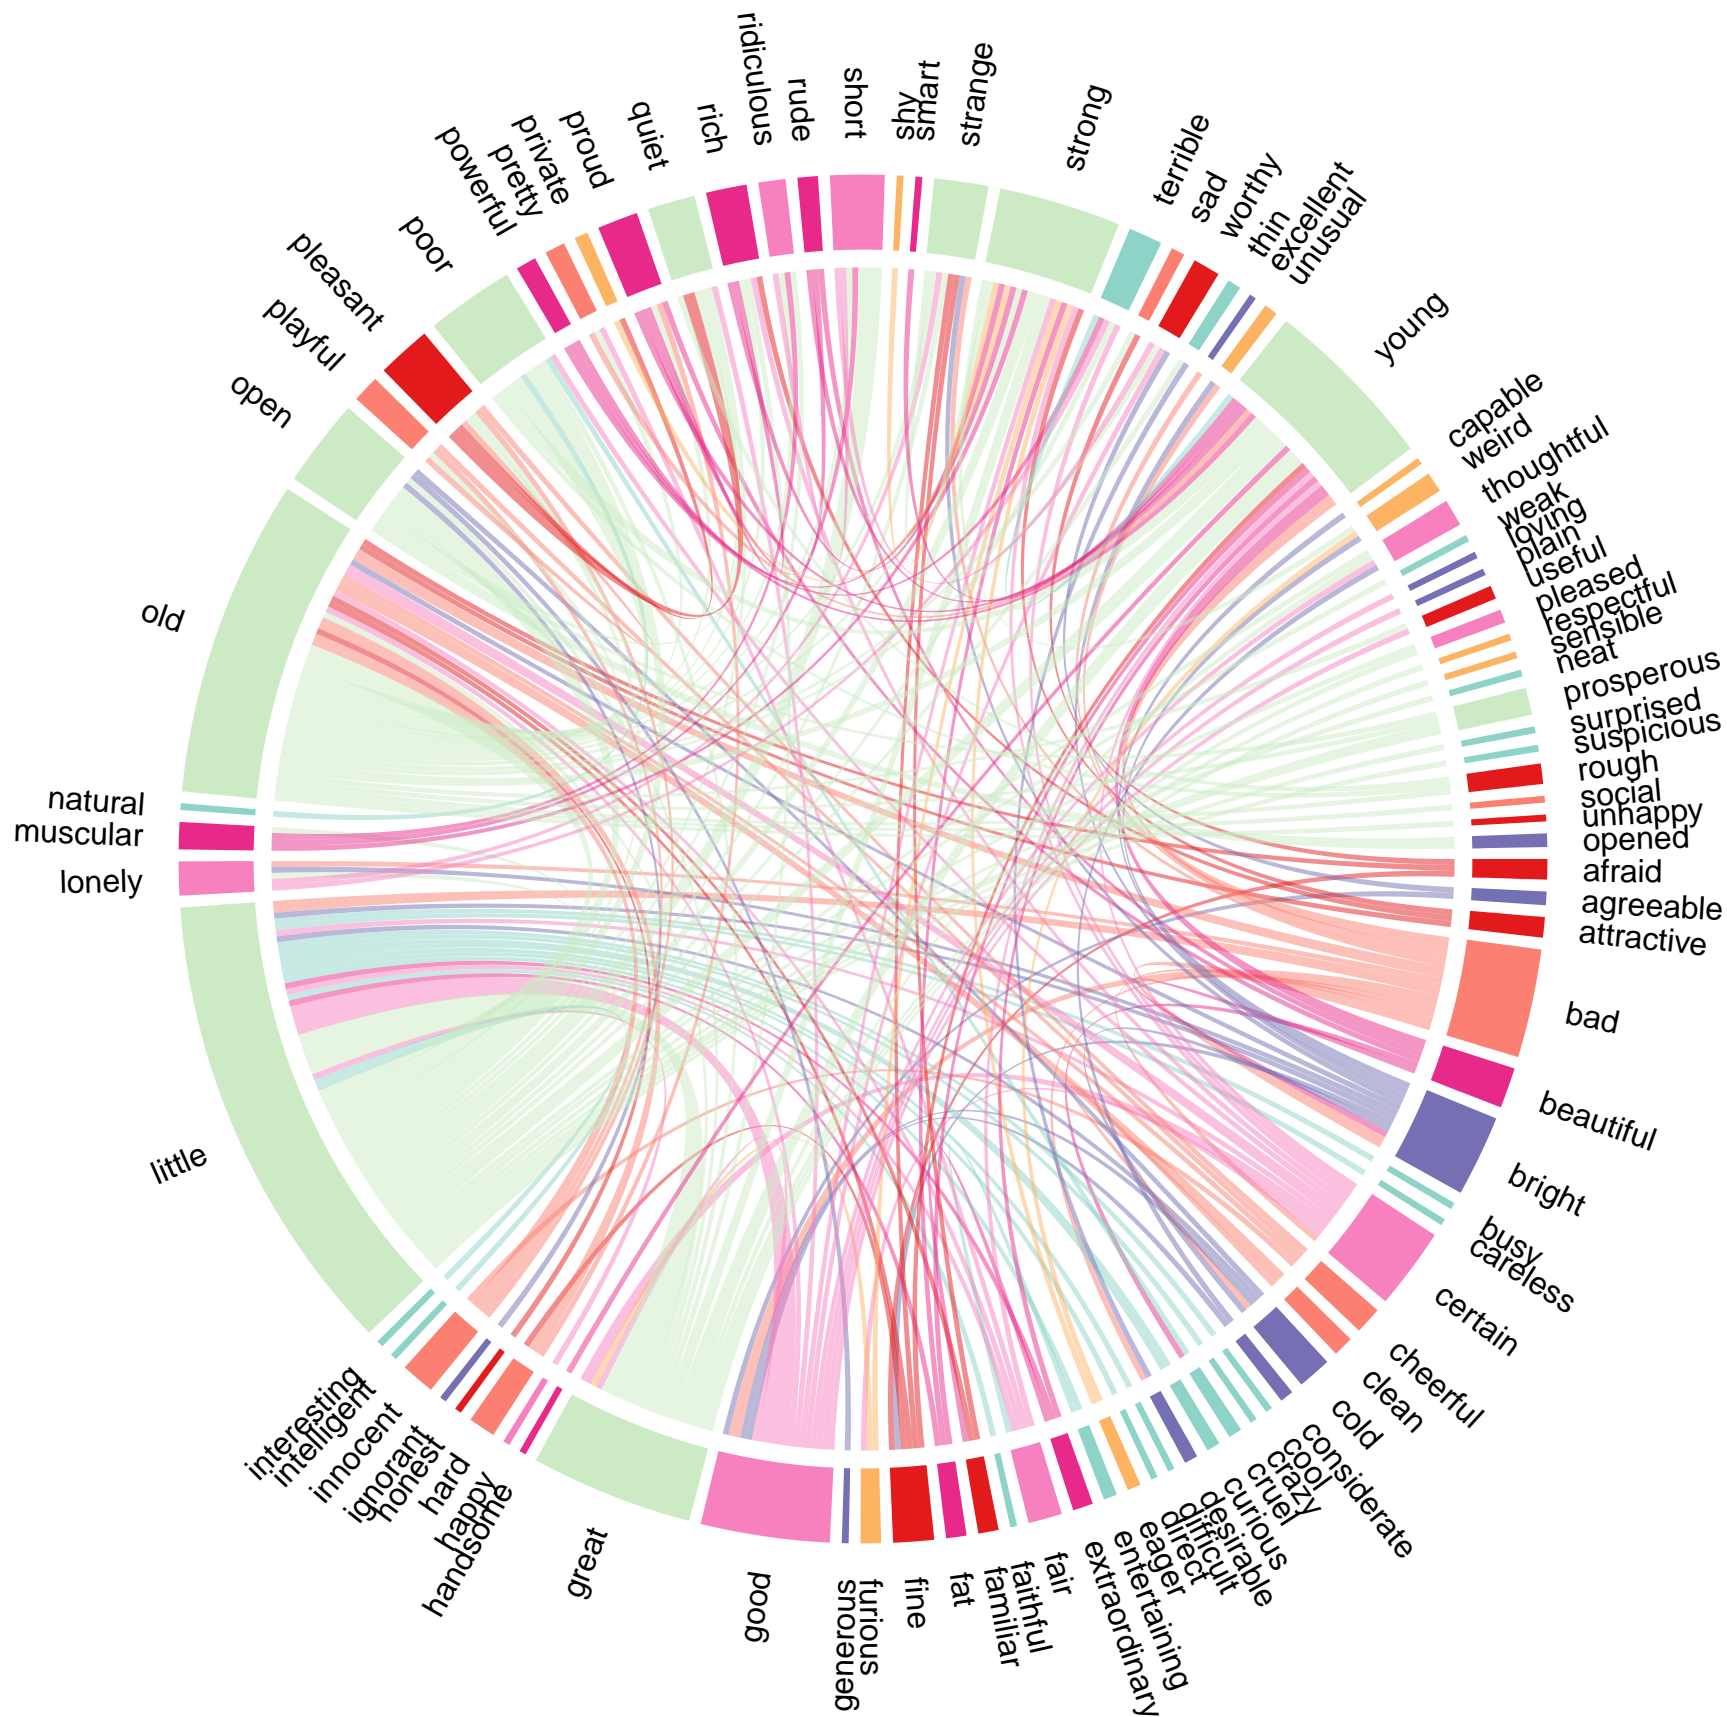 ridiculous
rude
short
shy
smart
strange
strong
terrible
sad
worthy
thin
excellent
unusual
young
capable
weird
thoughtful
weak
loving
plain
useful
pleased
respectful
sensible
neat
prosperous
surprised
suspicious
rough
social
unhappy
opened
afraid
agreeable
attractive
bad
beautiful
bright
busy
careless
certain
cheerful
clean
cold
considerate
cool
crazy
cruel
curious
desirable
difficult
direct
eager
entertaining
extraordinary
fair
faithful
familiar
fat
fine
furious
generous
good
great
handsome
happy
hard
honest
ignorant
innocent
intelligent
interesting
little
lonely
muscular
natural
old
open
playful
pleasant
poor
powerful
pretty
private
proud
quiet
rich